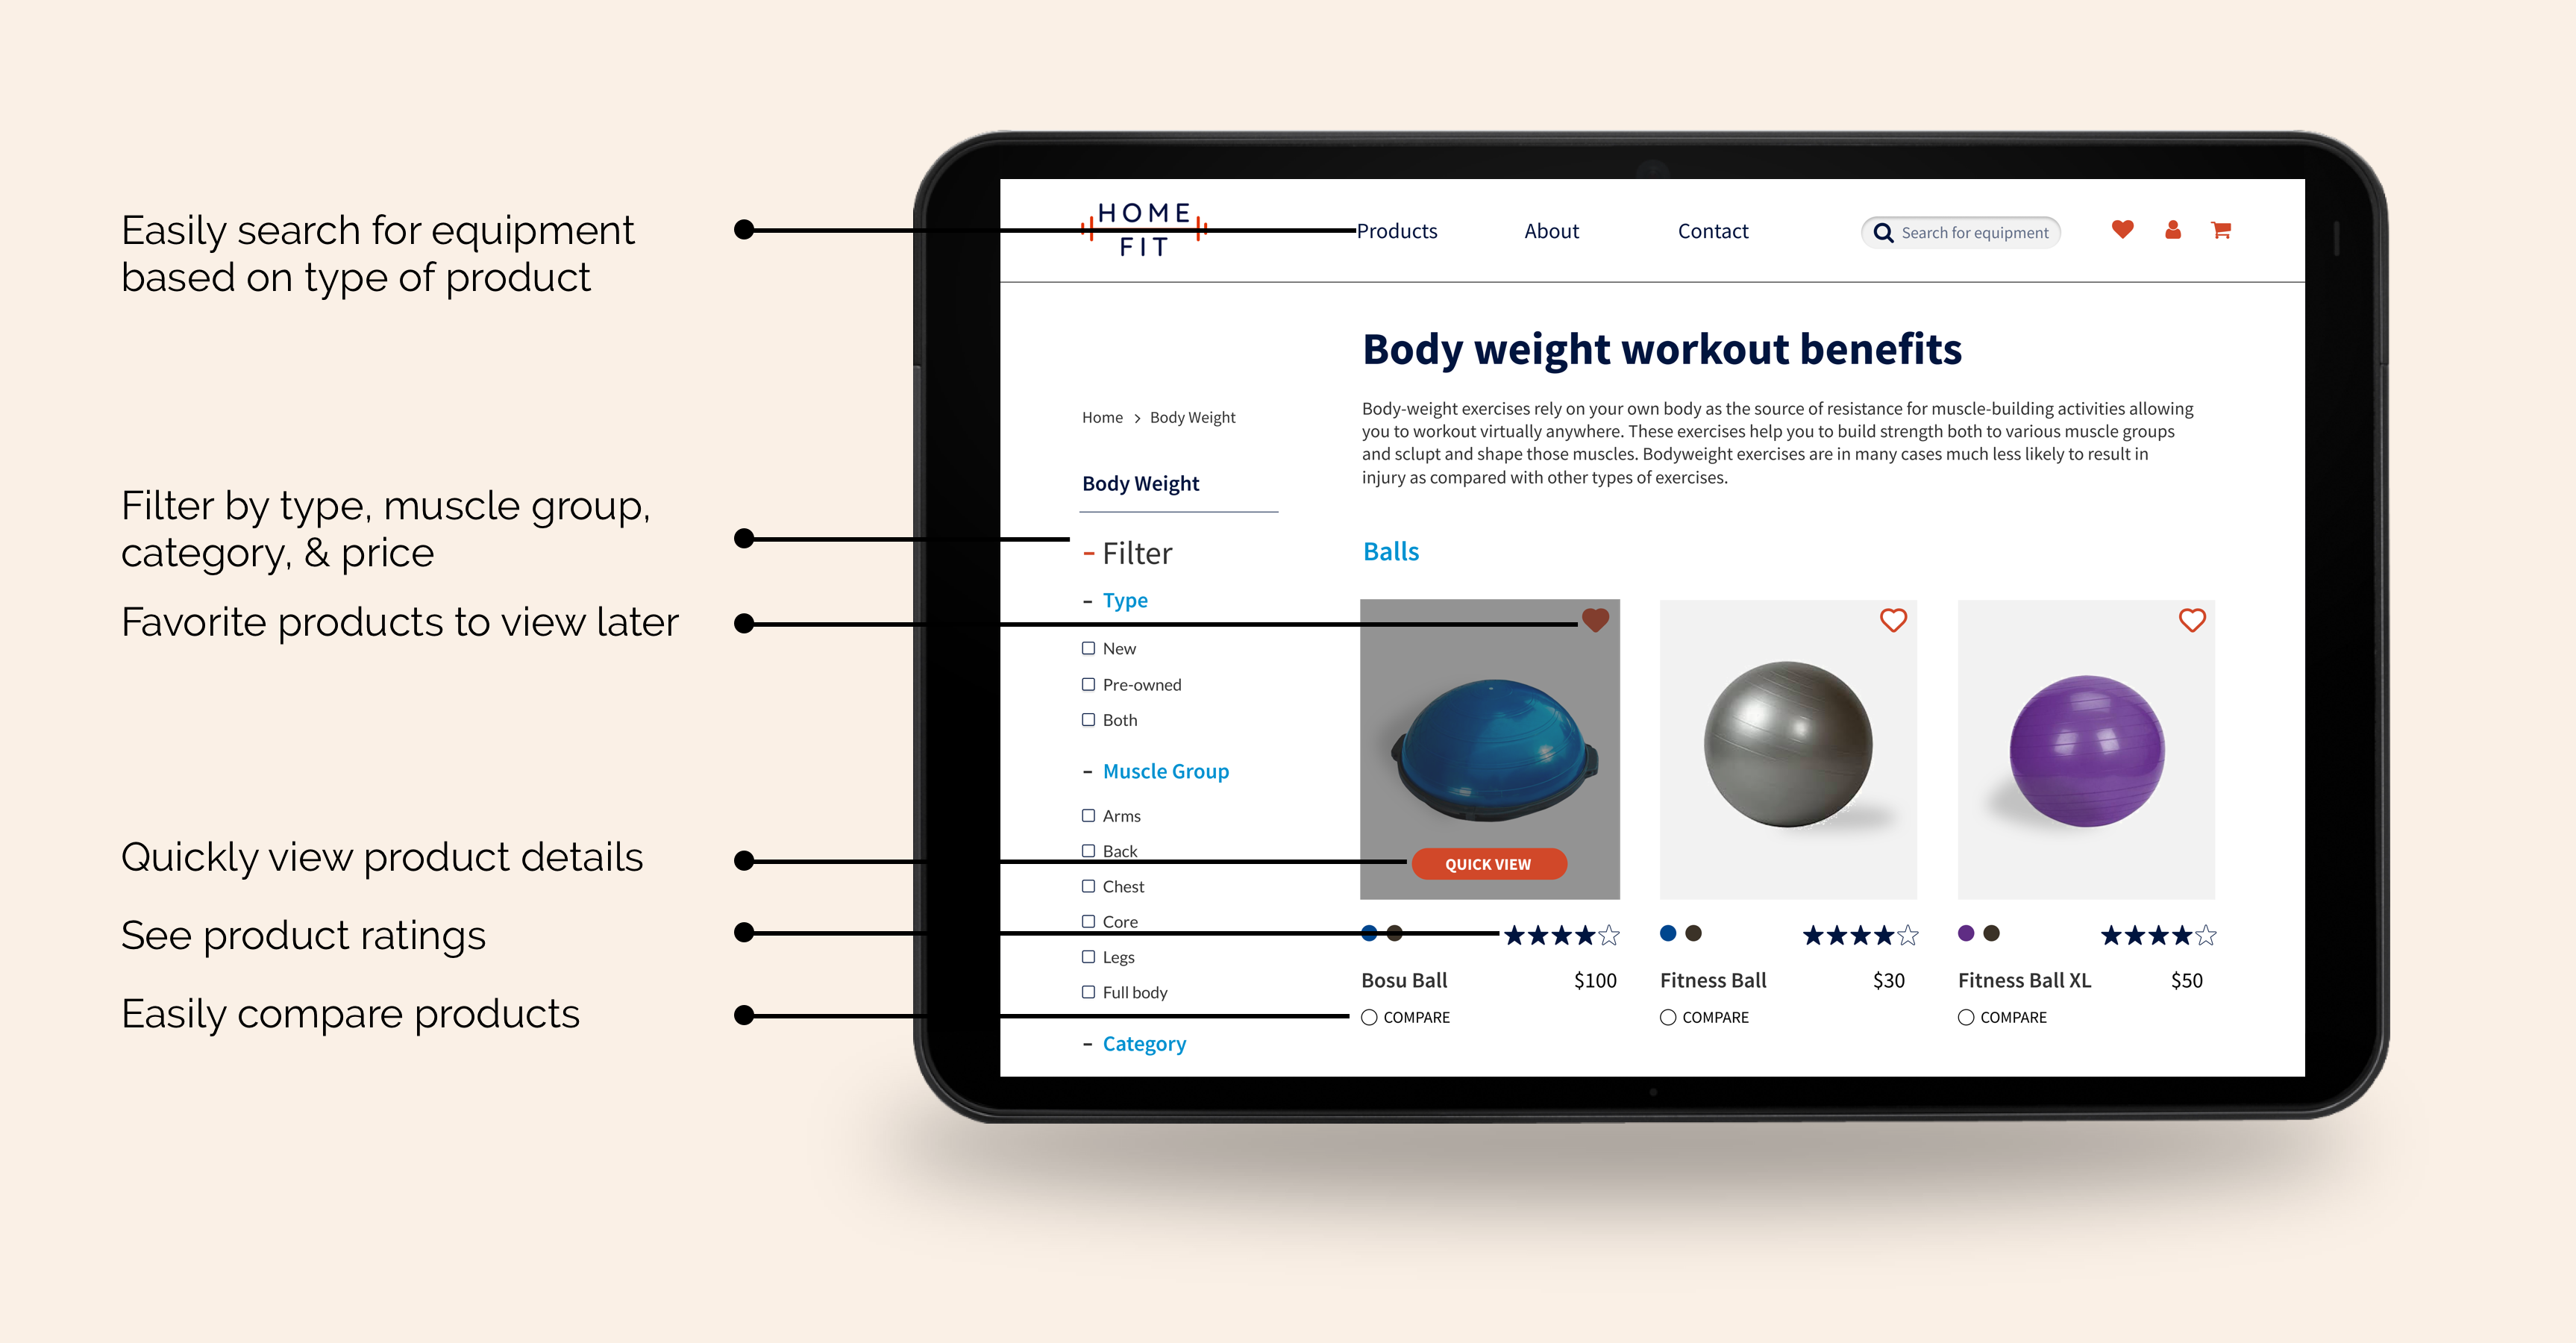 Easily search for equipment
based on type of product
Filter by type, muscle group,
category, & price
Favorite products to view later
Quickly view product details
See product ratings
Easily compare products
HOME
FIT
Products
About
Contact
Search for equipment
Body weight workout benefits
Body-weight exercises rely on your own body as the source of resistance for muscle-building activities allowing
you to workout virtually anywhere. These exercises help you to build strength both to various muscle groups
and sclupt and shape those muscles. Bodyweight exercises are in many cases much less likely to result in
injury as compared with other types of exercises.
Home > Body Weight
Body Weight
– Filter
– Type
New
Pre-owned
Both
– Muscle Group
Arms
Back
Chest
Core
Legs
Full body
– Category
Balls
QUICK VIEW
Bosu Ball $100
COMPARE
Fitness Ball $30
COMPARE
Fitness Ball XL $50
COMPARE